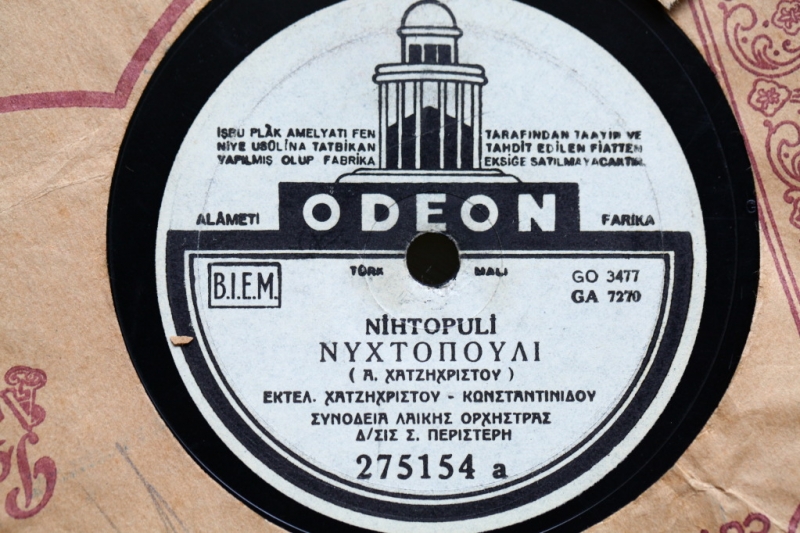 İŞBU PLÂK AMELYATI FEN
NİYE USÛLİNA TATBİKAN
YAPILMIŞ OLUP FABRİKA
TARAFINDAN TAAYİP VE
TAHDİT EDİLEN FİATTEN
EKSİĞE SATILMAYACAKTIR.
ALÂMETİ
ODEON
FARİKA
B.I.E.M.
TÜRK MALI
GO 3477
GA 7270
NİHTOPULİ
ΝΥΧΤΟΠΟΥΛΙ
( Α. ΧΑΤΖΗΧΡΙΣΤΟΥ )
ΕΚΤΕΛ. ΧΑΤΖΗΧΡΙΣΤΟΥ - ΚΩΝΣΤΑΝΤΙΝΙΔΟΥ
ΣΥΝΟΔΕΙΑ ΛΑΙΚΗΣ ΟΡΧΗΣΤΡΑΣ
Δ/ΣΙΣ Σ. ΠΕΡΙΣΤΕΡΗ
275154 a